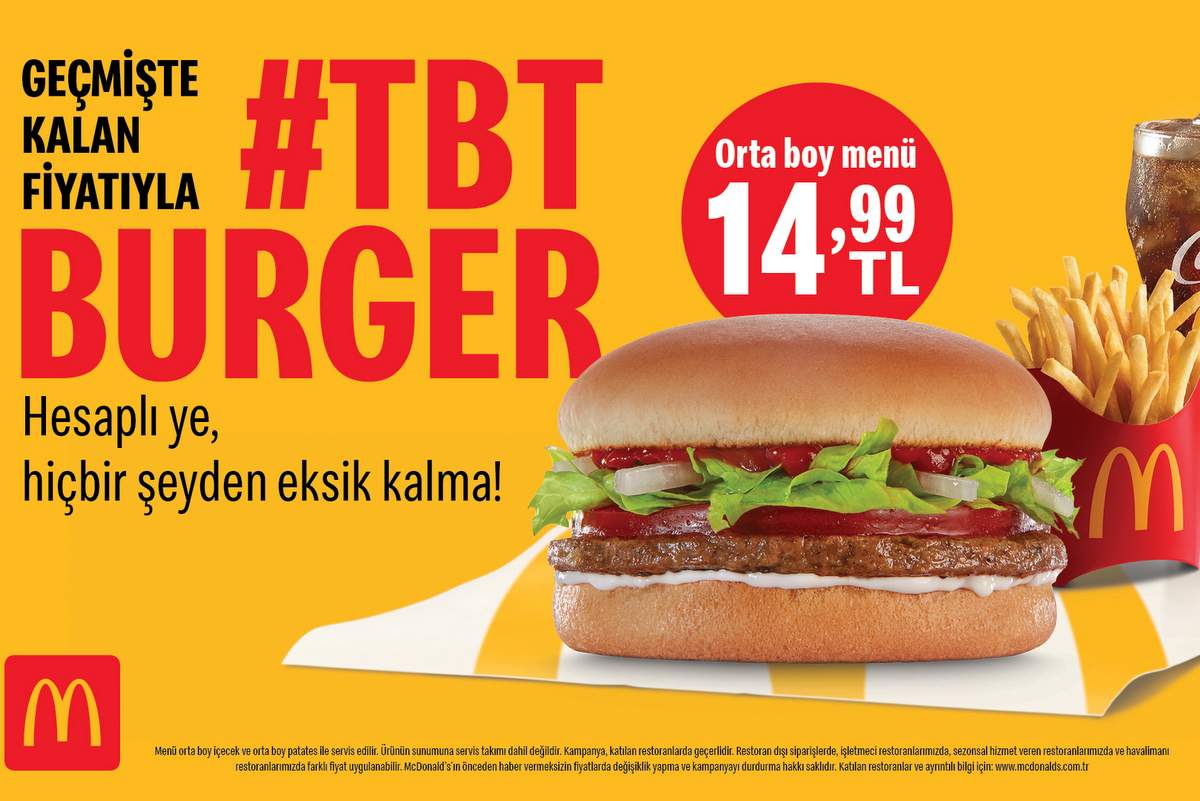 GEÇMİŞTE
KALAN
FİYATIYLA
#TBT
BURGER
Hesaplı ye,
hiçbir şeyden eksik kalma!
Orta boy menü
14,99
TL
Menü orta boy içecek ve orta boy patates ile servis edilir. Ürünün sunumuna servis takımı dahil değildir. Kampanya, katılan restoranlarda geçerlidir. Restoran dışı siparişlerde, işletmeci restoranlarımızda, sezonsal hizmet veren restoranlarımızda ve havalimanı
restoranlarımızda farklı fiyat uygulanabilir. McDonald's'ın önceden haber vermeksizin fiyatlarda değişiklik yapma ve kampanyayı durdurma hakkı saklıdır. Katılan restoranlar ve ayrıntılı bilgi için: www.mcdonalds.com.tr